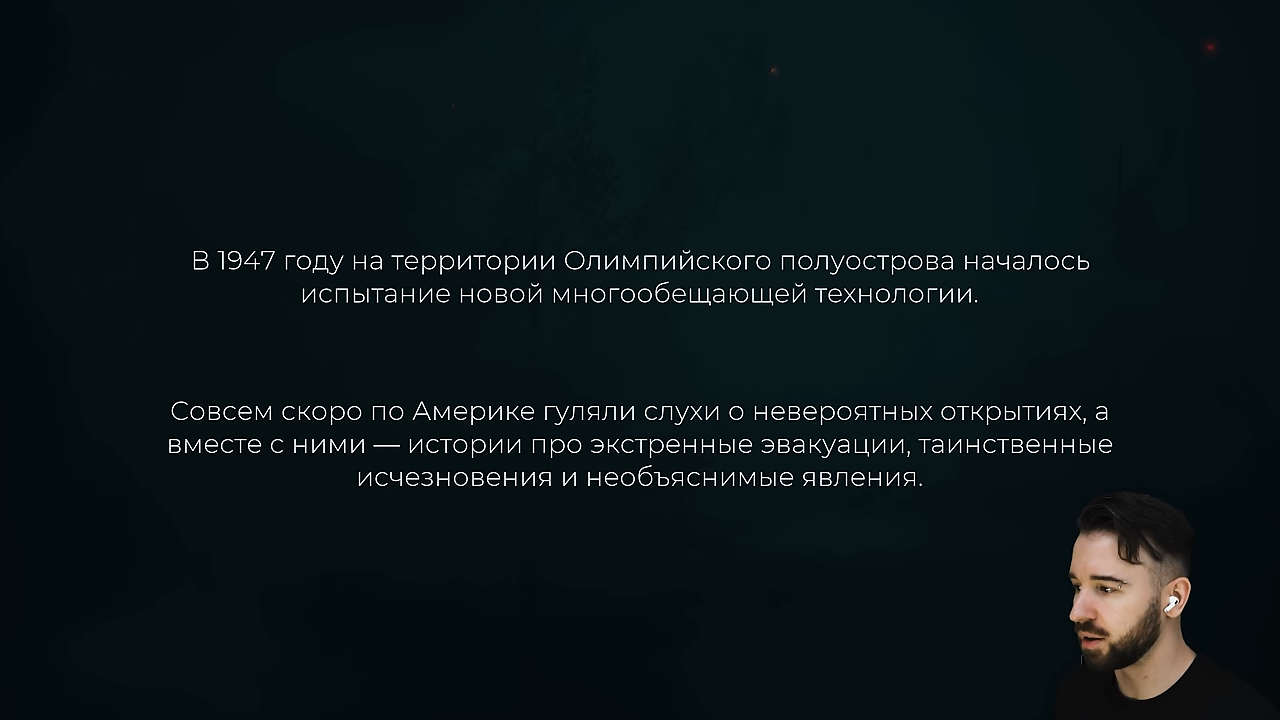 В 1947 году на территории Олимпийского полуострова началось
испытание новой многообещающей технологии.
Совсем скоро по Америке гуляли слухи о невероятных открытиях, а
вместе с ними — истории про экстренные эвакуации, таинственные
исчезновения и необъяснимые явления.